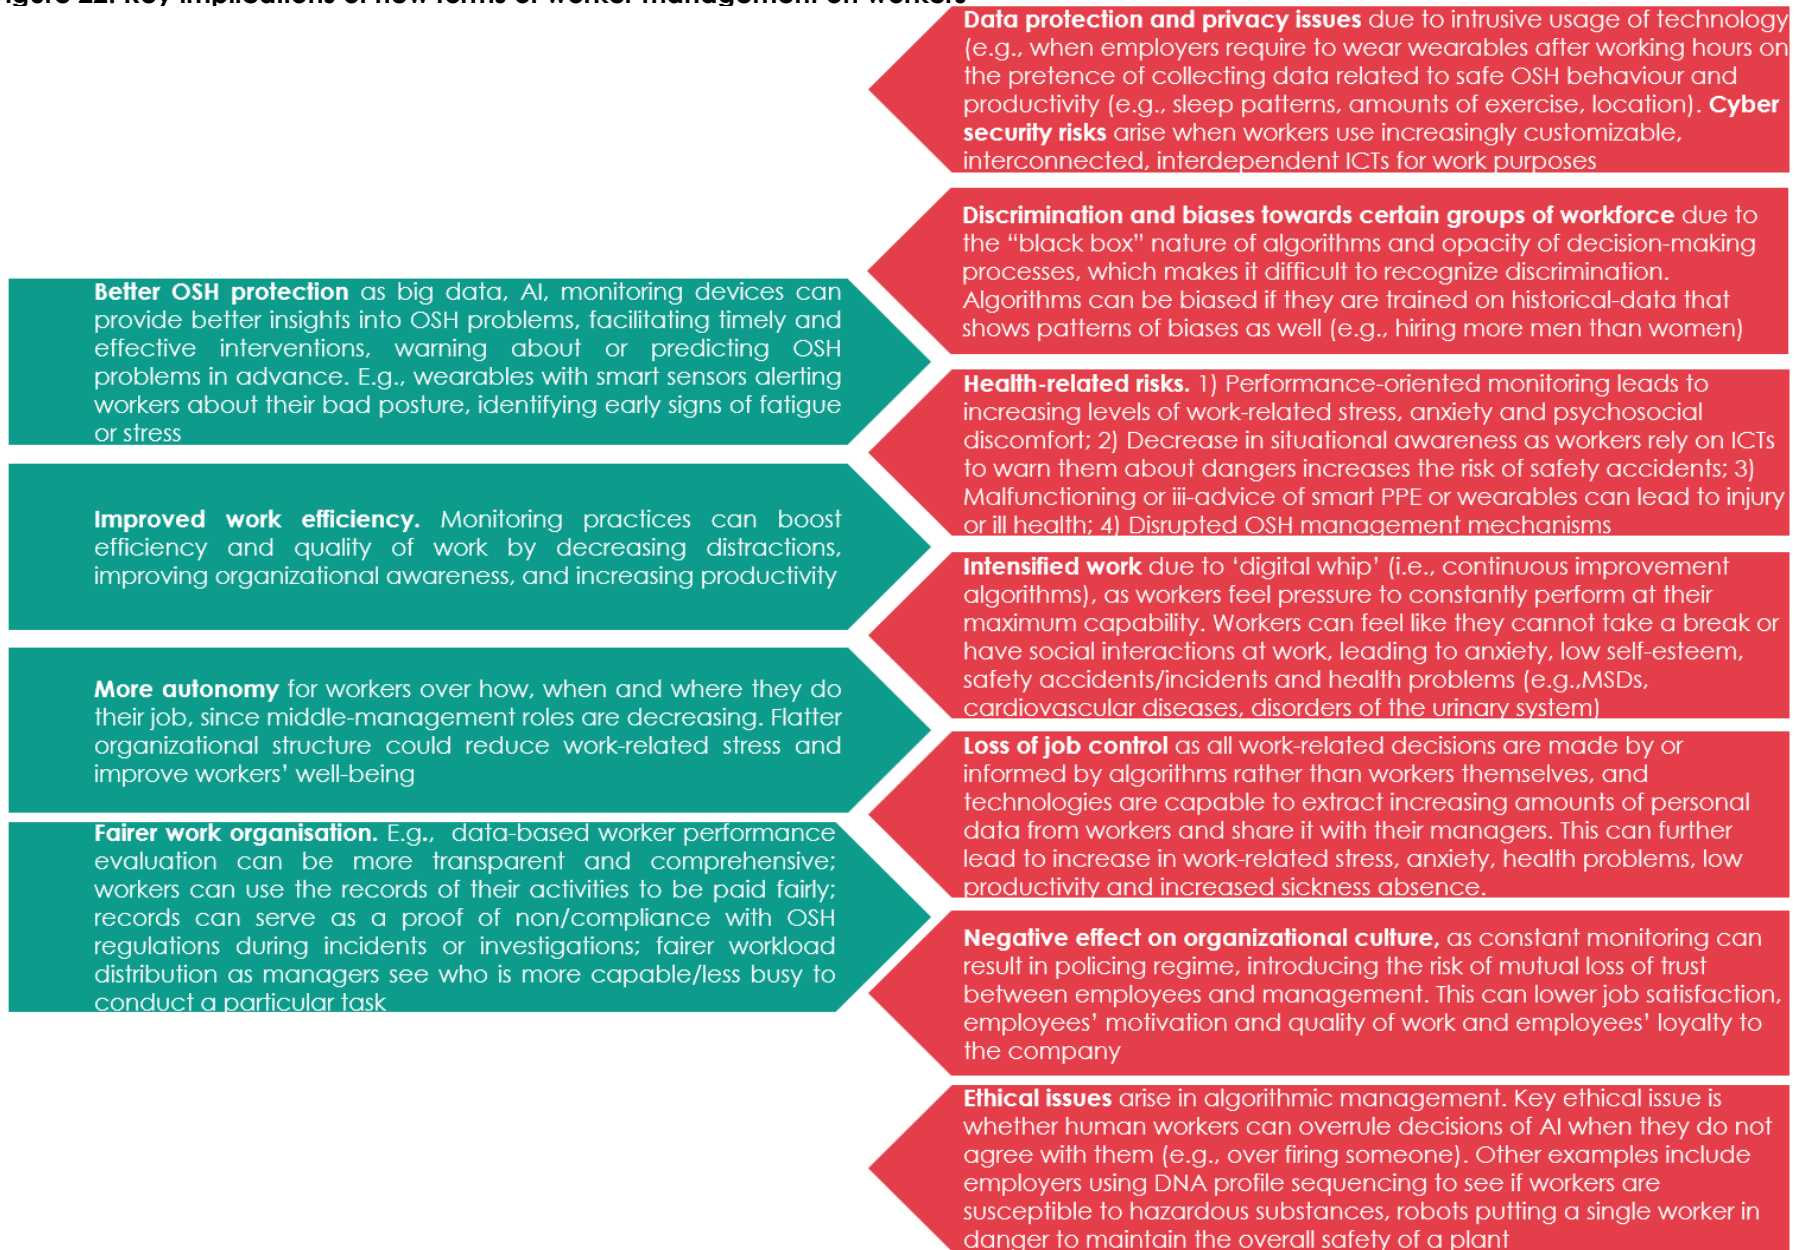 igure 22. Key implications of new forms of worker management on workers
Better OSH protection as big data, AI, monitoring devices can
provide better insights into OSH problems, facilitating timely and
effective interventions, warning about or predicting OSH
problems in advance. E.g., wearables with smart sensors alerting
workers about their bad posture, identifying early signs of fatigue
or stress
Improved work efficiency. Monitoring practices can boost
efficiency and quality of work by decreasing distractions,
improving organizational awareness, and increasing productivity
More autonomy for workers over how, when and where they do
their job, since middle-management roles are decreasing. Flatter
organizational structure could reduce work-related stress and
improve workers' well-being
Fairer work organisation. E.g., data-based worker performance
evaluation can be more transparent and comprehensive;
workers can use the records of their activities to be paid fairly;
records can serve as a proof of non/compliance with OSH
regulations during incidents or investigations; fairer workload
distribution as managers see who is more capable/less busy to
conduct a particular task
Data protection and privacy issues due to intrusive usage of technology
(e.g., when employers require to wear wearables after working hours on
the pretence of collecting data related to safe OSH behaviour and
productivity (e.g., sleep patterns, amounts of exercise, location). Cyber
security risks arise when workers use increasingly customizable,
interconnected, interdependent ICTs for work purposes
Discrimination and biases towards certain groups of workforce due to
the “black box” nature of algorithms and opacity of decision-making
processes, which makes it difficult to recognize discrimination.
Algorithms can be biased if they are trained on historical-data that
shows patterns of biases as well (e.g., hiring more men than women)
Health-related risks. 1) Performance-oriented monitoring leads to
increasing levels of work-related stress, anxiety and psychosocial
discomfort; 2) Decrease in situational awareness as workers rely on ICTs
to warn them about dangers increases the risk of safety accidents; 3)
Malfunctioning or iii-advice of smart PPE or wearables can lead to injury
or ill health; 4) Disrupted OSH management mechanisms
Intensified work due to ‘digital whip’ (i.e., continuous improvement
algorithms), as workers feel pressure to constantly perform at their
maximum capability. Workers can feel like they cannot take a break or
have social interactions at work, leading to anxiety, low self-esteem,
safety accidents/incidents and health problems (e.g.,MSDs,
cardiovascular diseases, disorders of the urinary system)
Loss of job control as all work-related decisions are made by or
informed by algorithms rather than workers themselves, and
technologies are capable to extract increasing amounts of personal
data from workers and share it with their managers. This can further
lead to increase in work-related stress, anxiety, health problems, low
productivity and increased sickness absence.
Negative effect on organizational culture, as constant monitoring can
result in policing regime, introducing the risk of mutual loss of trust
between employees and management. This can lower job satisfaction,
employees’ motivation and quality of work and employees’ loyalty to
the company
Ethical issues arise in algorithmic management. Key ethical issue is
whether human workers can overrule decisions of AI when they do not
agree with them (e.g., over firing someone). Other examples include
employers using DNA profile sequencing to see if workers are
susceptible to hazardous substances, robots putting a single worker in
danger to maintain the overall safety of a plant